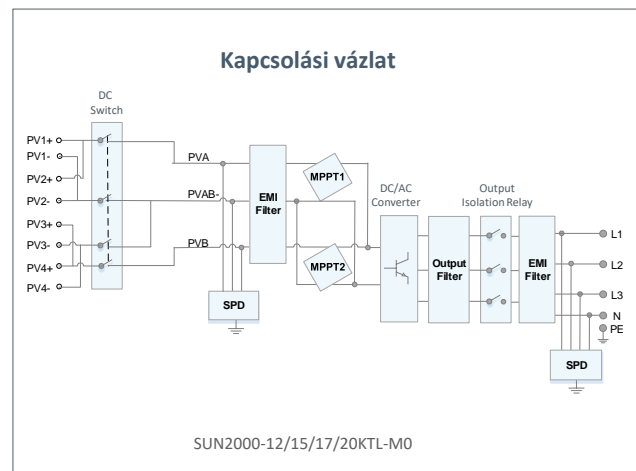 Kapcsolási vázlat
DC
Switch
PV1+
PV1-
PV2+
PV2-
PV3+
PV3-
PV4+
PV4-
PVA
PVAB-
PVB
SPD
EMI
Filter
MPPT1
MPPT2
DC/AC
Converter
Output
Filter
Output
Isolation Relay
EMI
Filter
L1
L2
L3
N
PE
SPD
SUN2000-12/15/17/20KTL-M0